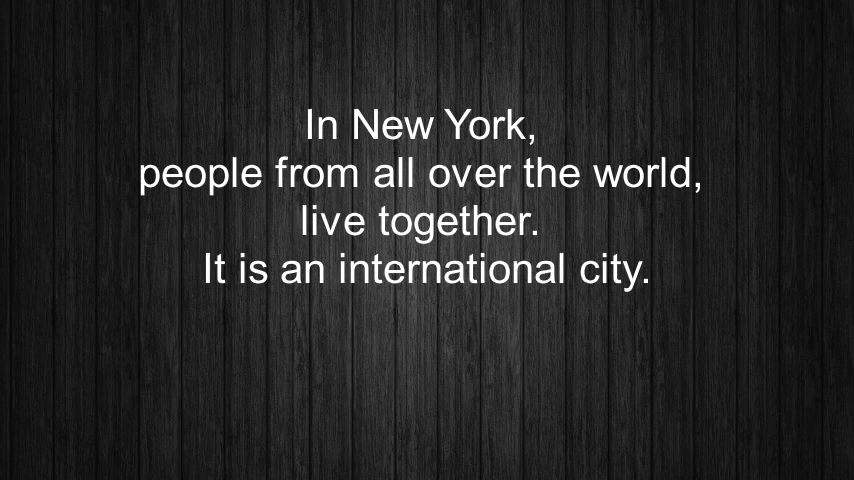 In New York,
people from all over the world,
live together.
It is an international city.